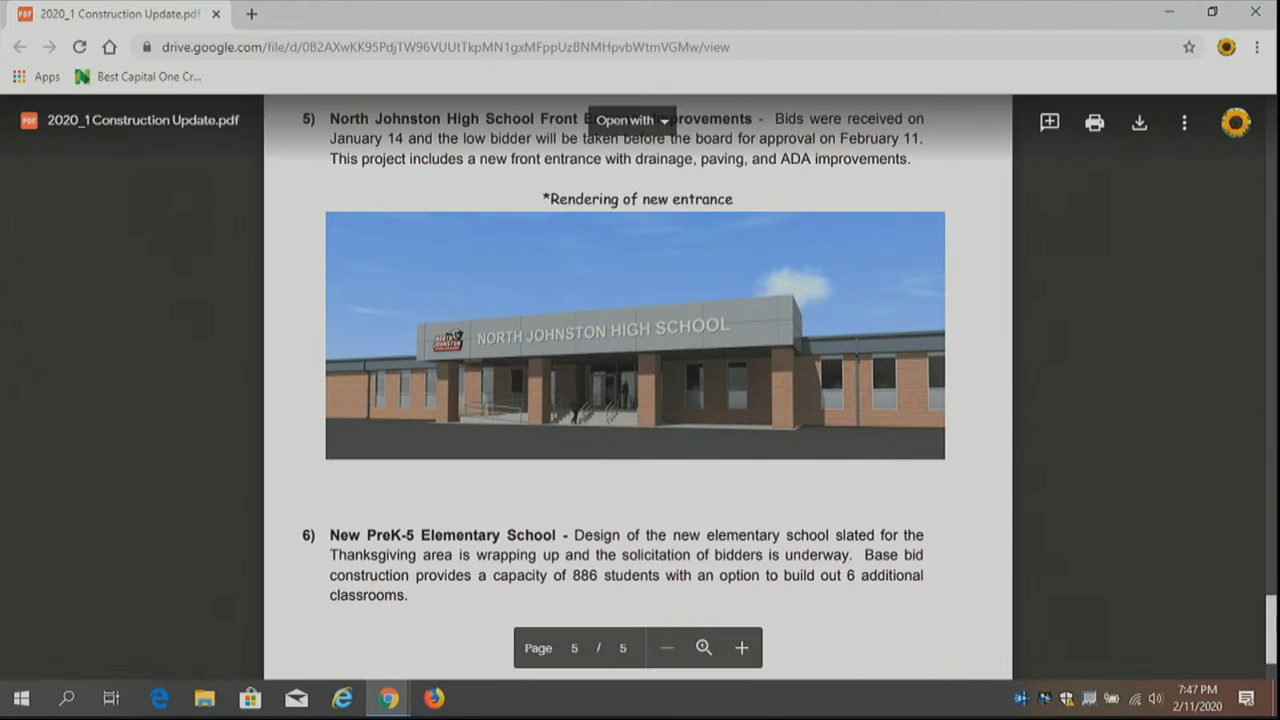 2020_1 Construction Update.pdf
drive.google.com/file/d/0B2AXwKK95PdjTW96VUUtTkpMN1gxMFppUzBNMHpvbWtmVGMw/view
Apps Best Capital One Cr...
2020_1 Construction Update.pdf
Open with
5) North Johnston High School Front E provements - Bids were received on
January 14 and the low bidder will be taken before the board for approval on February 11.
This project includes a new front entrance with drainage, paving, and ADA improvements.
*Rendering of new entrance
NORTH JOHNSTON
NORTH JOHNSTON HIGH SCHOOL
6) New PreK-5 Elementary School - Design of the new elementary school slated for the
Thanksgiving area is wrapping up and the solicitation of bidders is underway. Base bid
construction provides a capacity of 886 students with an option to build out 6 additional
classrooms.
Page 5 / 5
7:47 PM
2/11/2020